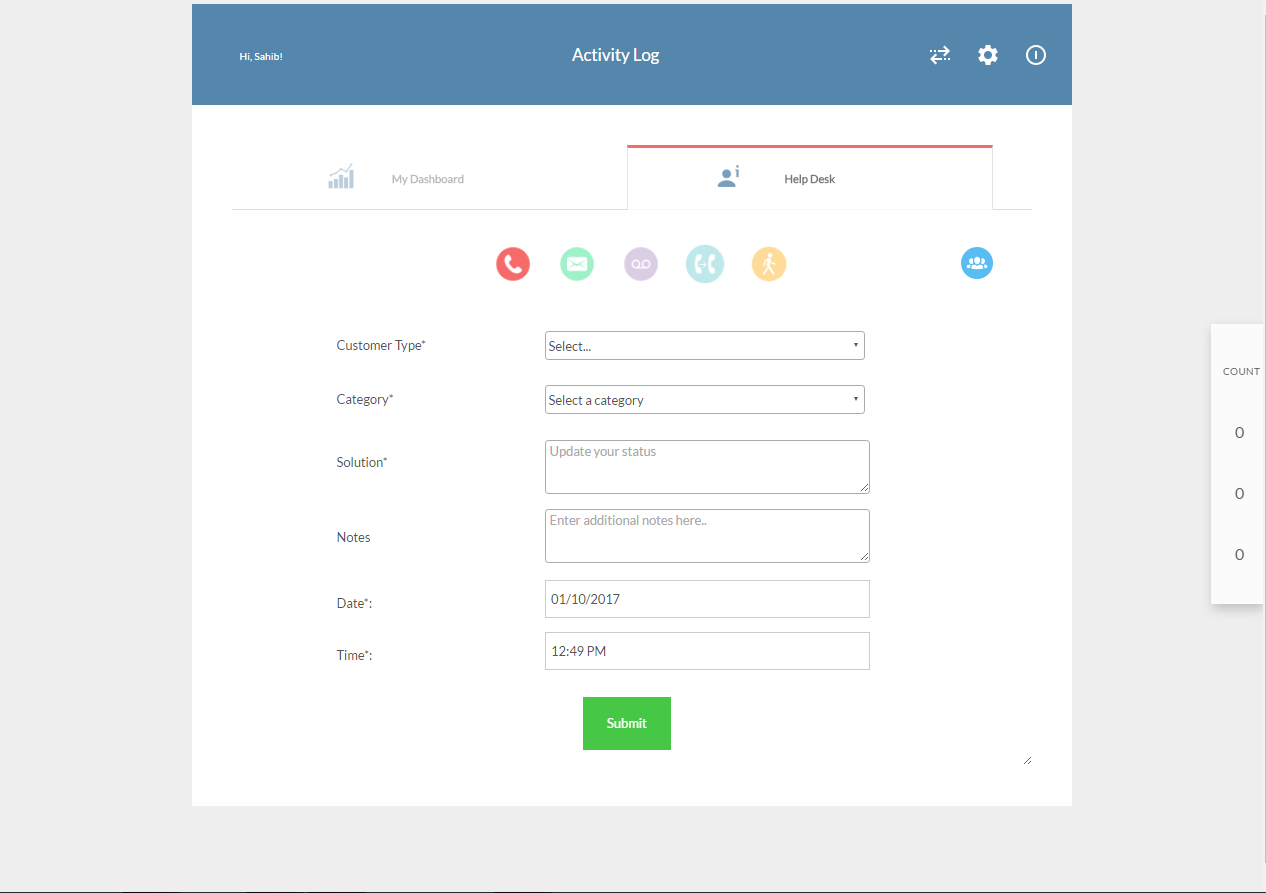 Hi, Sahib!
Activity Log
My Dashboard
Help Desk
Customer Type*
Select...
Category*
Select a category
Solution*
Update your status
Notes
Enter additional notes here..
Date*:
01/10/2017
Time*:
12:49 PM
Submit
COUNT
0
0
0